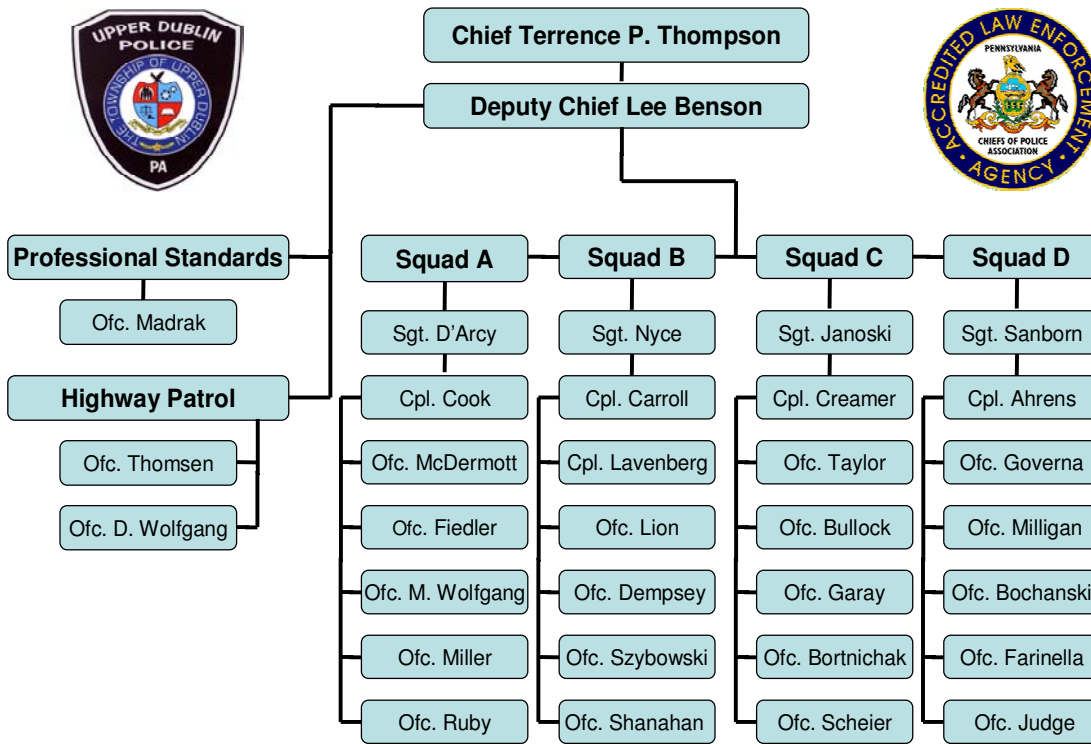 UPPER DUBLIN
POLICE
THE TOWNSHIP OF UPPER DUBLIN
PA
Chief Terrence P. Thompson
Deputy Chief Lee Benson
ACCREDITED LAW ENFORCEMENT
AGENCY
PENNSYLVANIA
CHIEFS OF POLICE
ASSOCIATION
Professional Standards
Ofc. Madrak
Highway Patrol
Ofc. Thomsen
Ofc. D. Wolfgang
Squad A
Sgt. D’Arcy
Cpl. Cook
Ofc. McDermott
Ofc. Fiedler
Ofc. M. Wolfgang
Ofc. Miller
Ofc. Ruby
Squad B
Sgt. Nyce
Cpl. Carroll
Cpl. Lavenberg
Ofc. Lion
Ofc. Dempsey
Ofc. Szybowski
Ofc. Shanahan
Squad C
Sgt. Janoski
Cpl. Creamer
Ofc. Taylor
Ofc. Bullock
Ofc. Garay
Ofc. Bortnichak
Ofc. Scheier
Squad D
Sgt. Sanborn
Cpl. Ahrens
Ofc. Governa
Ofc. Milligan
Ofc. Bochanski
Ofc. Farinella
Ofc. Judge